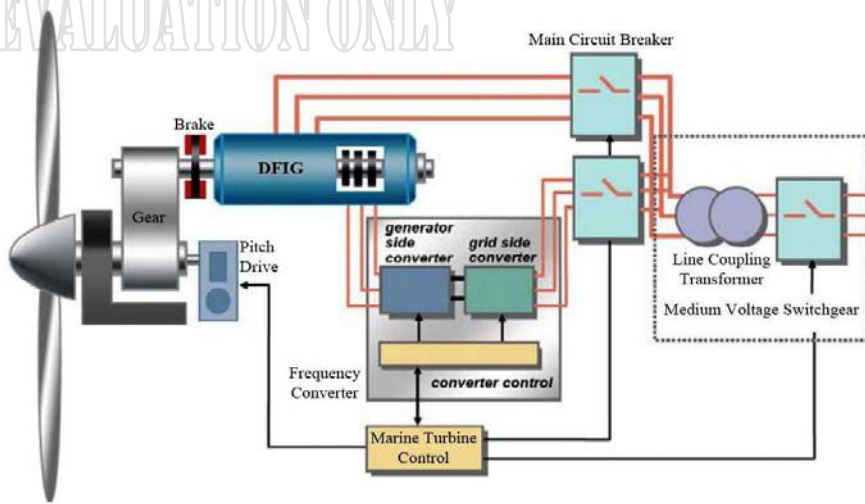 EVALUATION ONLY
Main Circuit Breaker
Brake
DFIG
Gear
Pitch
Drive
generator
side
converter
grid side
converter
Line Coupling
Transformer
Medium Voltage Switchgear
Frequency
Converter
converter control
Marine Turbine
Control